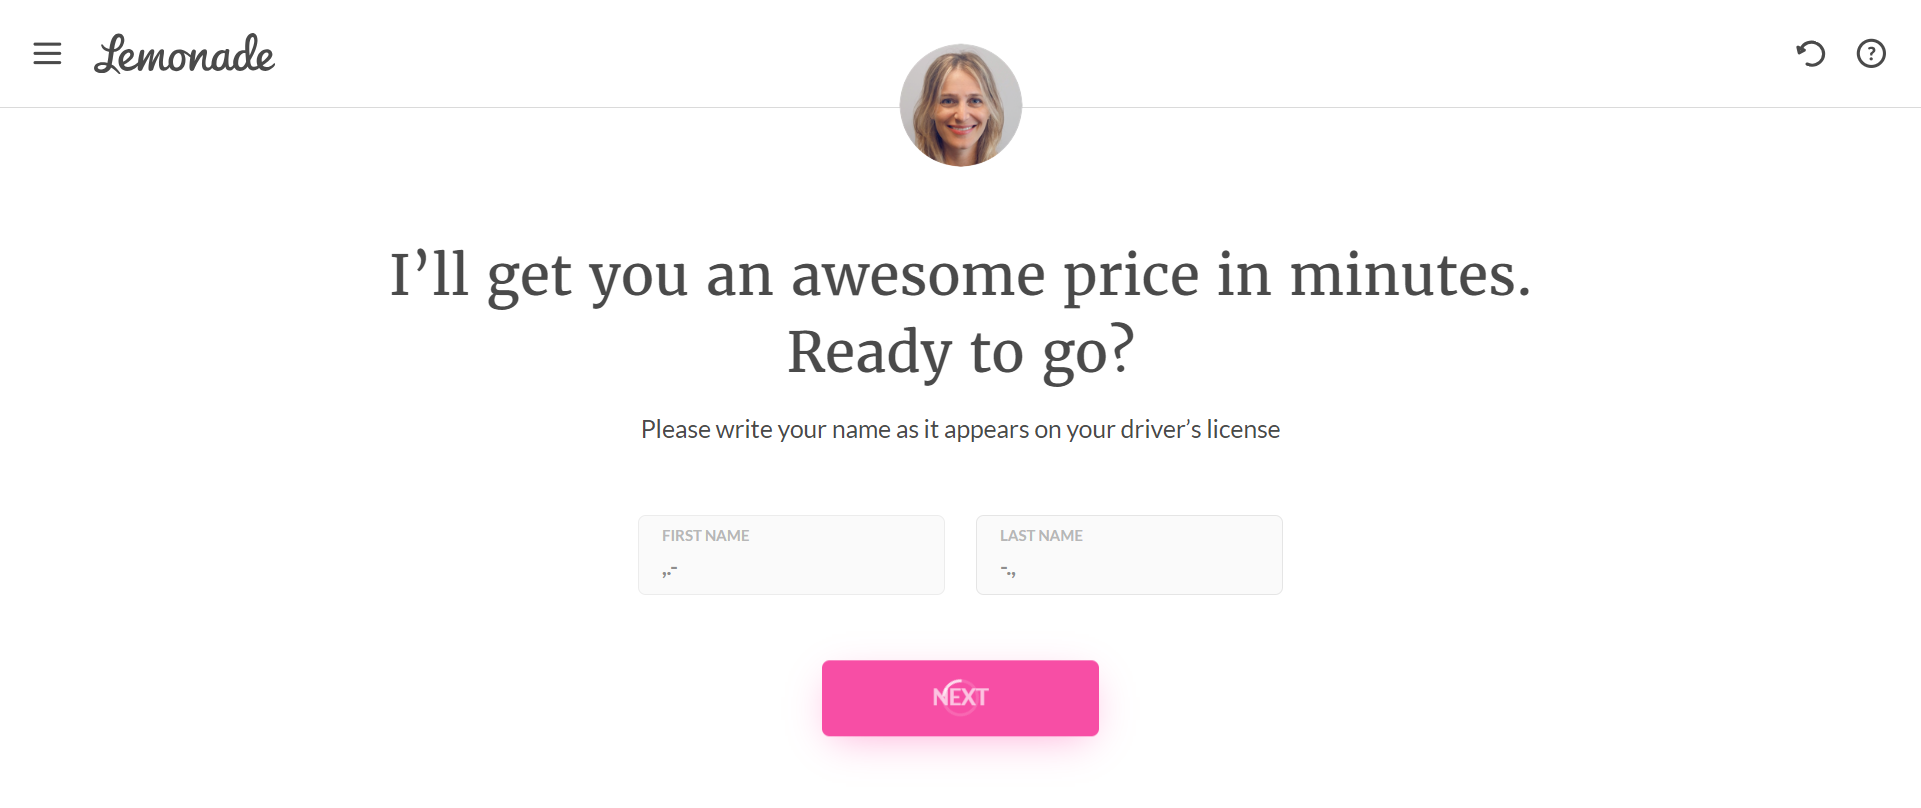 Lemonade
?
I’ll get you an awesome price in minutes.
Ready to go?
Please write your name as it appears on your driver’s license
FIRST NAME
,.-
LAST NAME
-.,
NEXT